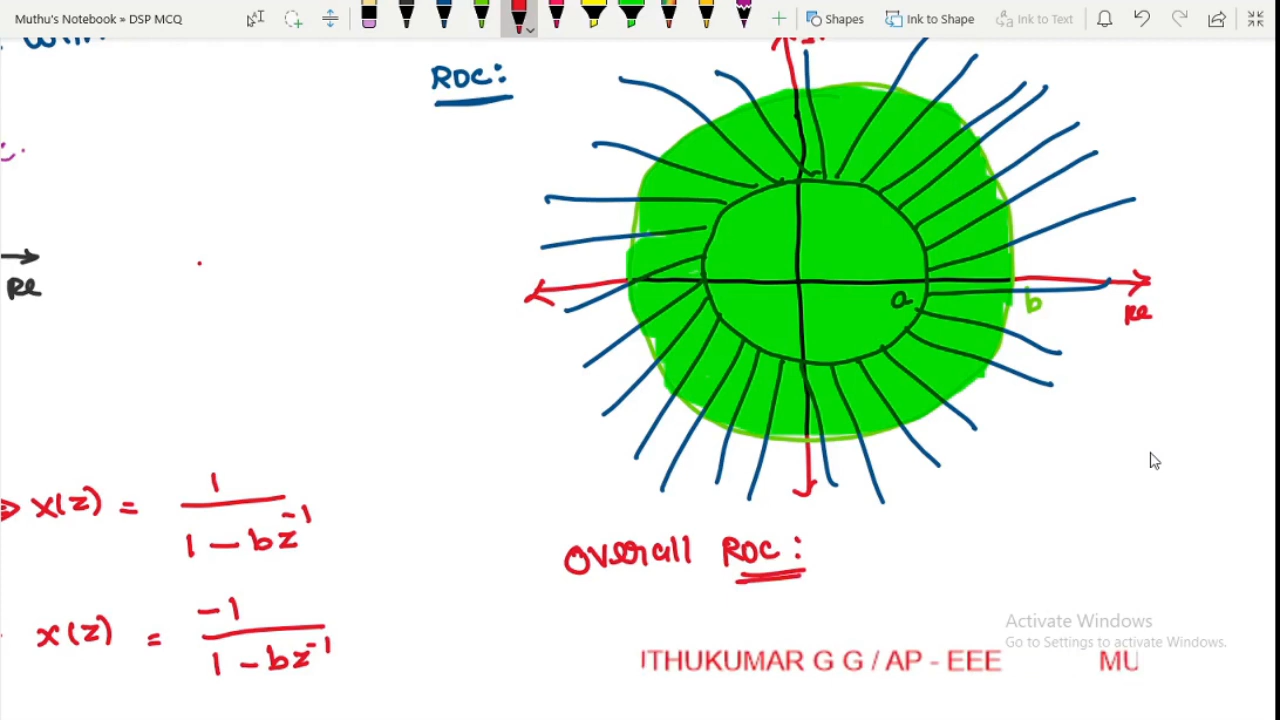 Muthu's Notebook » DSP MCQ
Shapes
Ink to Shape
Ink to Text
ROC:
Re
a
b
Re
x(z) = 1 / 1 - bz⁻¹
Overall ROC:
x(z) = -1 / 1 - bz⁻¹
Activate Windows
Go to Settings to activate Windows.
UTHUKUMAR G G / AP - EEE
MU